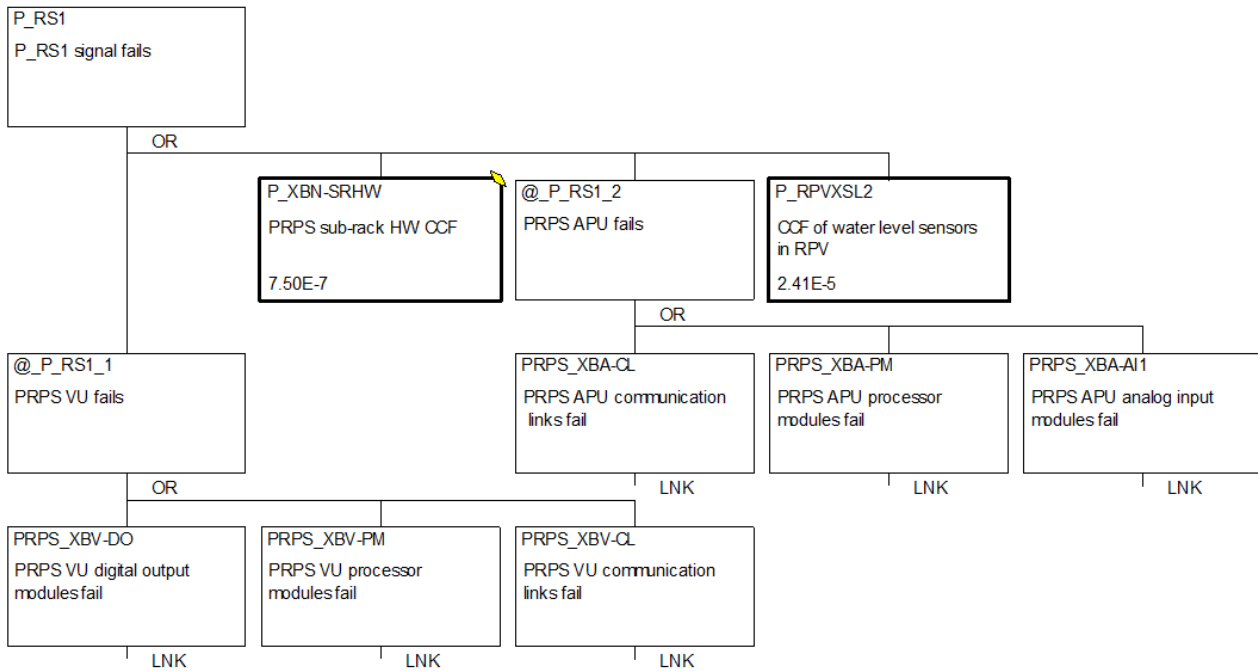 P_RS1
P_RS1 signal fails
OR
P_XBN-SRHW
PRPS sub-rack HW CCF
7.50E-7
@_P_RS1_2
PRPS APU fails
P_RPVXSL2
CCF of water level sensors
in RPV
2.41E-5
OR
@_P_RS1_1
PRPS VU fails
PRPS_XBA-CL
PRPS APU communication
links fail
LNK
PRPS_XBA-PM
PRPS APU processor
modules fail
LNK
PRPS_XBA-AI1
PRPS APU analog input
modules fail
LNK
OR
PRPS_XBV-DO
PRPS VU digital output
modules fail
LNK
PRPS_XBV-PM
PRPS VU processor
modules fail
LNK
PRPS_XBV-CL
PRPS VU communication
links fail
LNK